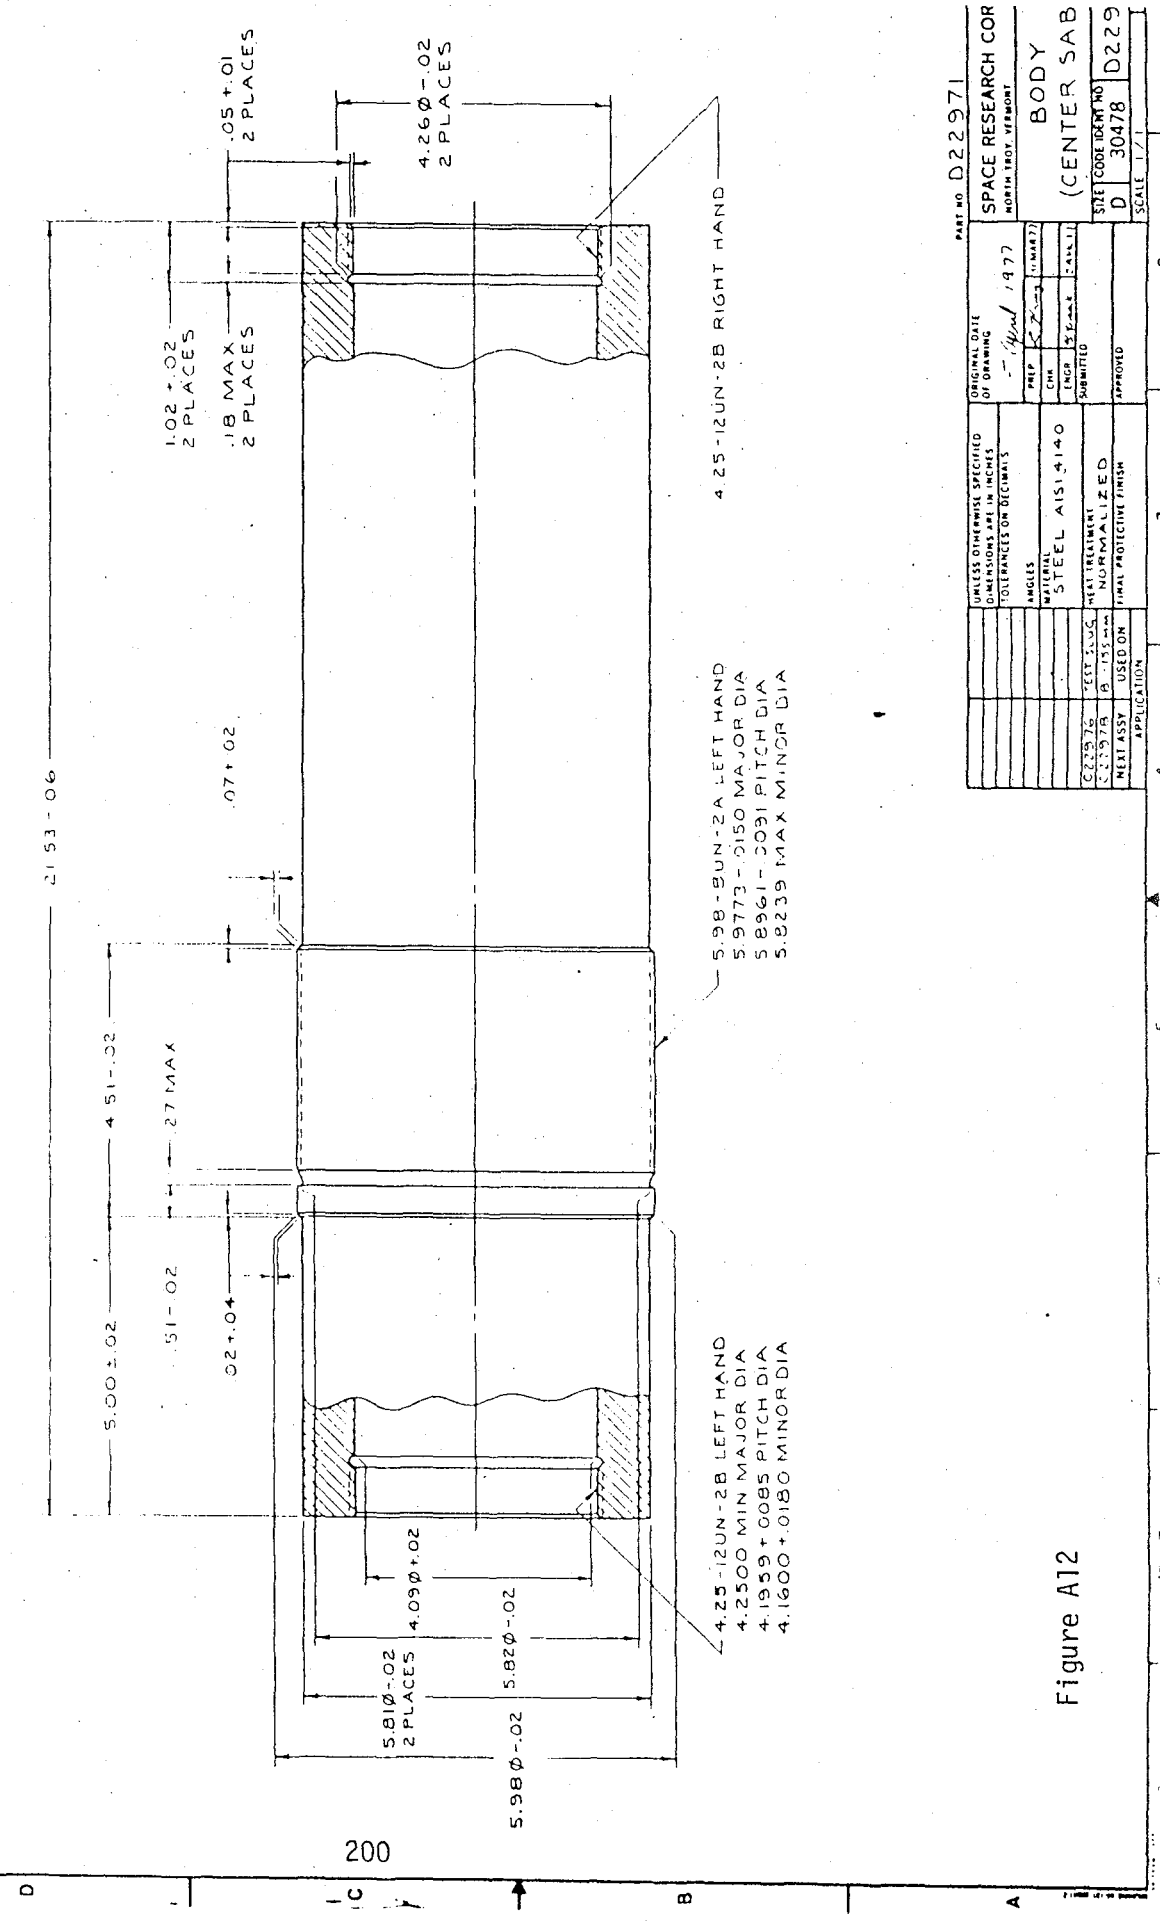 21 53-06
5.00±.02
4 51-.02
1.02 +.02
2 PLACES
.51-.02
.27 MAX
.18 MAX
2 PLACES
.02+.04
.07+02
.05 +.01
2 PLACES
4.26Ø-.02
2 PLACES
4.09Ø+.02
5.82Ø-.02
5.81Ø-.02
2 PLACES
5.98Ø-.02
4.25-12UN-2B LEFT HAND
4.2500 MIN MAJOR DIA
4.1959+.0085 PITCH DIA
4.1600+.0180 MINOR DIA
5.98-8UN-2A LEFT HAND
5.9773-.0150 MAJOR DIA
5.8961-.0091 PITCH DIA
5.8239 MAX MINOR DIA
4.25-12UN-2B RIGHT HAND
PART NO D22971
UNLESS OTHERWISE SPECIFIED
DIMENSIONS ARE IN INCHES
TOLERANCES ON DECIMALS
ANGLES
MATERIAL
STEEL AISI 4140
HEAT TREATMENT
NORMALIZED
FINAL PROTECTIVE FINISH
ORIGINAL DATE
OF DRAWING
1977
PREP
CHK
ENGR
SUBMITTED
APPROVED
SPACE RESEARCH COR
NORTH TROY, VERMONT
BODY
(CENTER SAB
SIZE
D
CODE IDENT NO
30478
D229
SCALE 1/1
C22976 TEST SLUG
NEXT ASSY
USED ON
APPLICATION
Figure A12
200
D
C
B
A